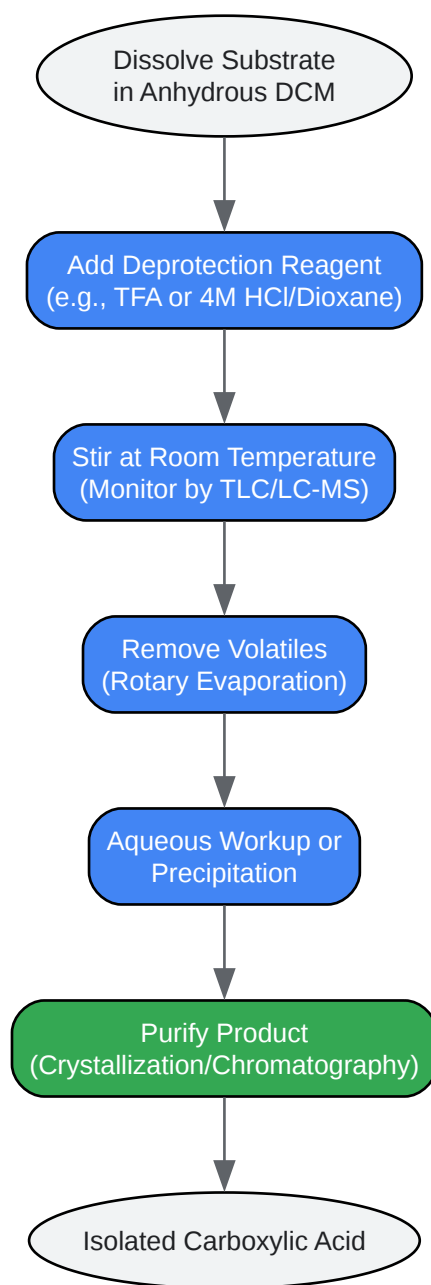 Dissolve Substrate
in Anhydrous DCM
Add Deprotection Reagent
(e.g., TFA or 4M HCl/Dioxane)
Stir at Room Temperature
(Monitor by TLC/LC-MS)
Remove Volatiles
(Rotary Evaporation)
Aqueous Workup or
Precipitation
Purify Product
(Crystallization/Chromatography)
Isolated Carboxylic Acid